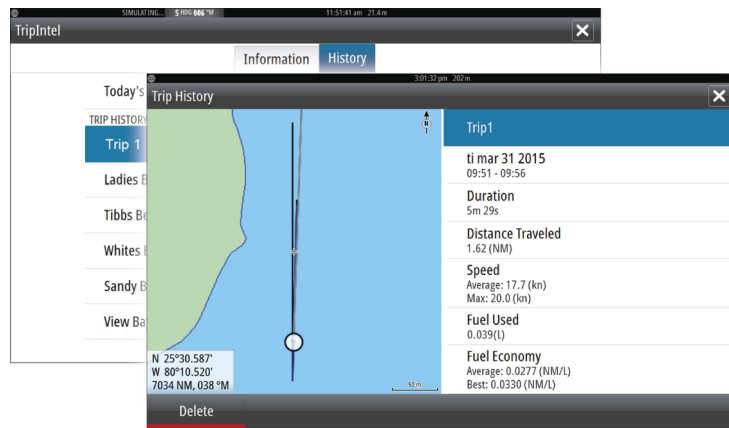 SIMULATING... S HDG 006 °M 11:51:41 am 21.4 m
TripIntel
Information History
Today's
TRIP HISTORY
Trip 1
Ladies
Tibbs
Whites
Sandy
View
3:01:32 pm 202 m
Trip History
N
Trip1
ti mar 31 2015
09:51 - 09:56
Duration
5m 29s
Distance Traveled
1.62 (NM)
Speed
Average: 17.7 (kn)
Max: 20.0 (kn)
Fuel Used
0.039(L)
Fuel Economy
Average: 0.0277 (NM/L)
Best: 0.0330 (NM/L)
N 25°30.587'
W 80°10.520'
7034 NM, 038 °M
50 m
Delete